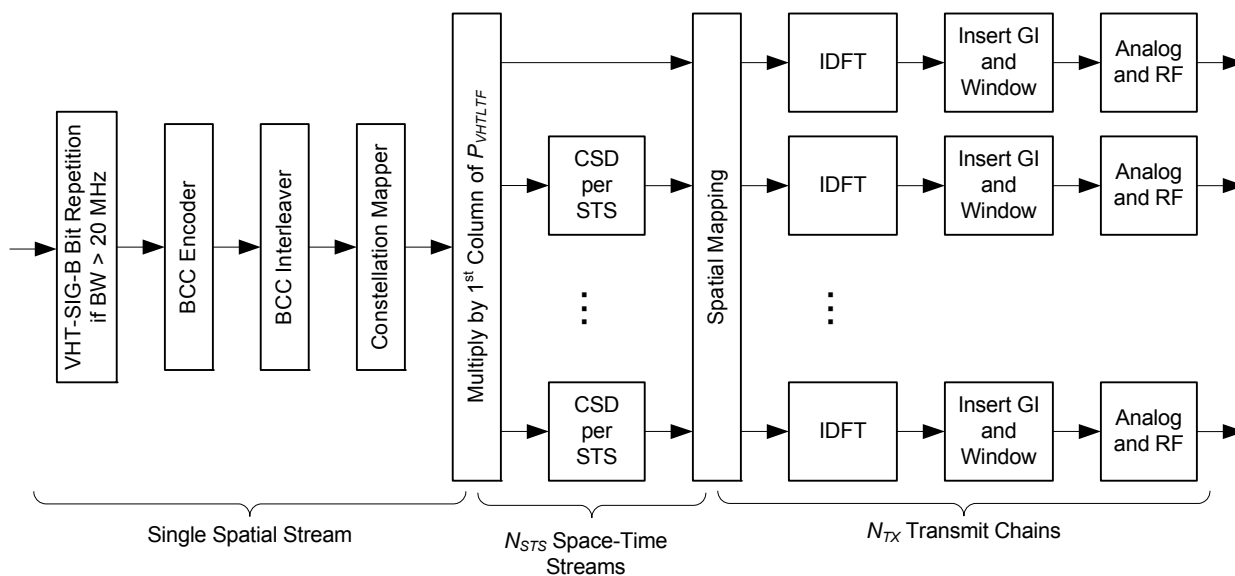 VHT-SIG-B Bit Repetition
if BW > 20 MHz
BCC Encoder
BCC Interleaver
Constellation Mapper
Multiply by 1st Column of PVHTLTF
CSD
per
STS
CSD
per
STS
Spatial Mapping
IDFT
Insert GI
and
Window
Analog
and RF
IDFT
Insert GI
and
Window
Analog
and RF
IDFT
Insert GI
and
Window
Analog
and RF
Single Spatial Stream
NSTS Space-Time
Streams
NTX Transmit Chains